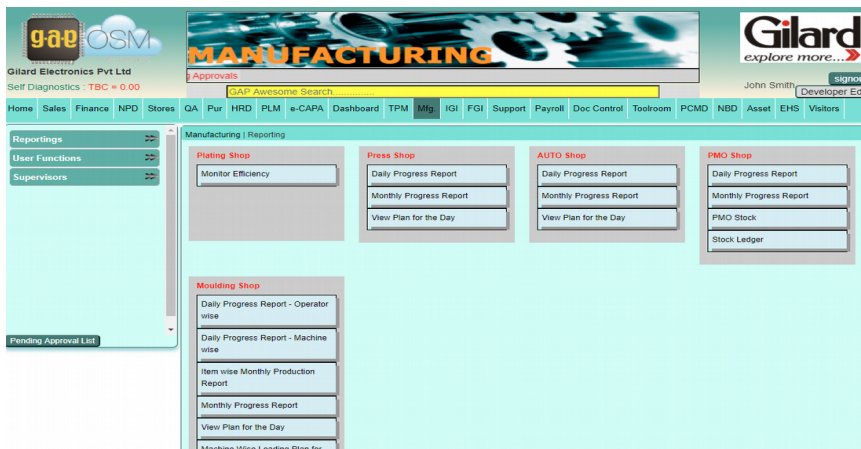 gap OSM
MANUFACTURING
Gilard
explore more...
Gilard Electronics Pvt Ltd
g Approvals
Self Diagnostics : TBC = 0.00
GAP Awesome Search...............
John Smith
signou
Developer Ed
Home Sales Finance NPD Stores QA Pur HRD PLM e-CAPA Dashboard TPM Mfg. IGI FGI Support Payroll Doc Control Toolroom PCMD NBD Asset EHS Visitors
Reportings
User Functions
Supervisors
Pending Approval List
Manufacturing | Reporting
Plating Shop
Monitor Efficiency
Press Shop
Daily Progress Report
Monthly Progress Report
View Plan for the Day
AUTO Shop
Daily Progress Report
Monthly Progress Report
View Plan for the Day
PMO Shop
Daily Progress Report
Monthly Progress Report
PMO Stock
Stock Ledger
Moulding Shop
Daily Progress Report - Operator
wise
Daily Progress Report - Machine
wise
Item wise Monthly Production
Report
Monthly Progress Report
View Plan for the Day
Machine Wise Loading Plan for